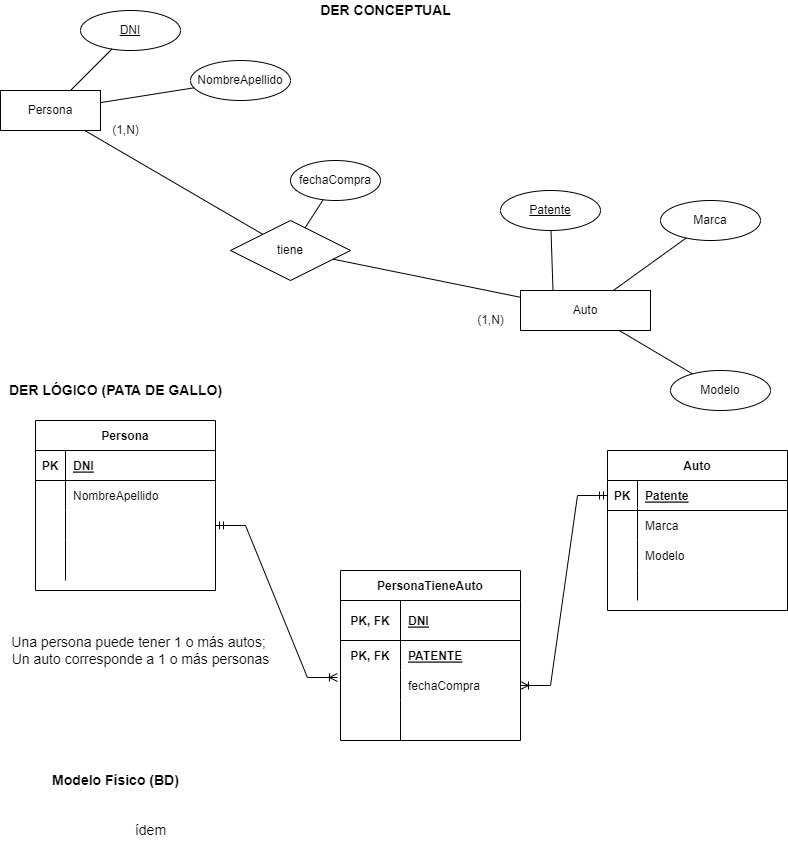 DER CONCEPTUAL
DNI
NombreApellido
Persona
(1,N)
fechaCompra
tiene
Patente
Marca
Auto
(1,N)
Modelo
DER LÓGICO (PATA DE GALLO)
Persona
PK DNI
NombreApellido
Auto
PK Patente
Marca
Modelo
PersonaTieneAuto
PK, FK DNI
PK, FK PATENTE
fechaCompra
Una persona puede tener 1 o más autos;
Un auto corresponde a 1 o más personas
Modelo Físico (BD)
ídem